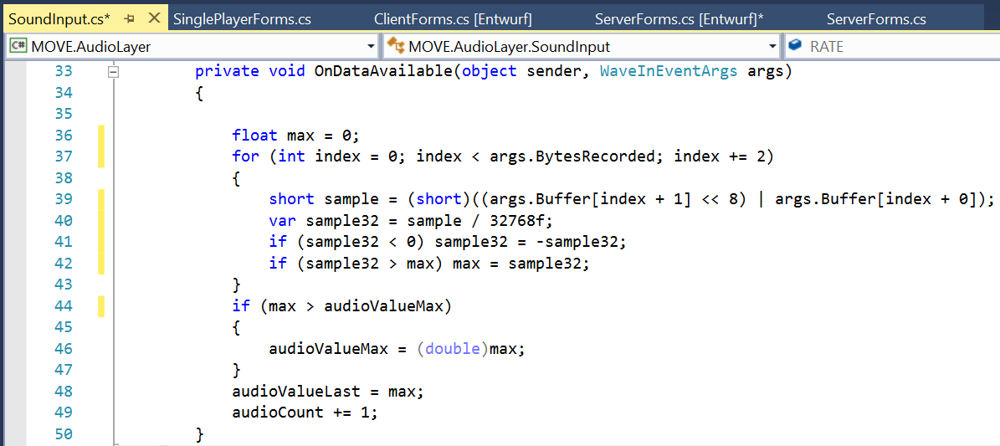 SoundInput.cs* SinglePlayerForms.cs ClientForms.cs [Entwurf] ServerForms.cs [Entwurf]* ServerForms.cs
C# MOVE.AudioLayer MOVE.AudioLayer.SoundInput RATE
33 private void OnDataAvailable(object sender, WaveInEventArgs args)
34 {
35
36 float max = 0;
37 for (int index = 0; index < args.BytesRecorded; index += 2)
38 {
39 short sample = (short)((args.Buffer[index + 1] << 8) | args.Buffer[index + 0]);
40 var sample32 = sample / 32768f;
41 if (sample32 < 0) sample32 = -sample32;
42 if (sample32 > max) max = sample32;
43 }
44 if (max > audioValueMax)
45 {
46 audioValueMax = (double)max;
47 }
48 audioValueLast = max;
49 audioCount += 1;
50 }